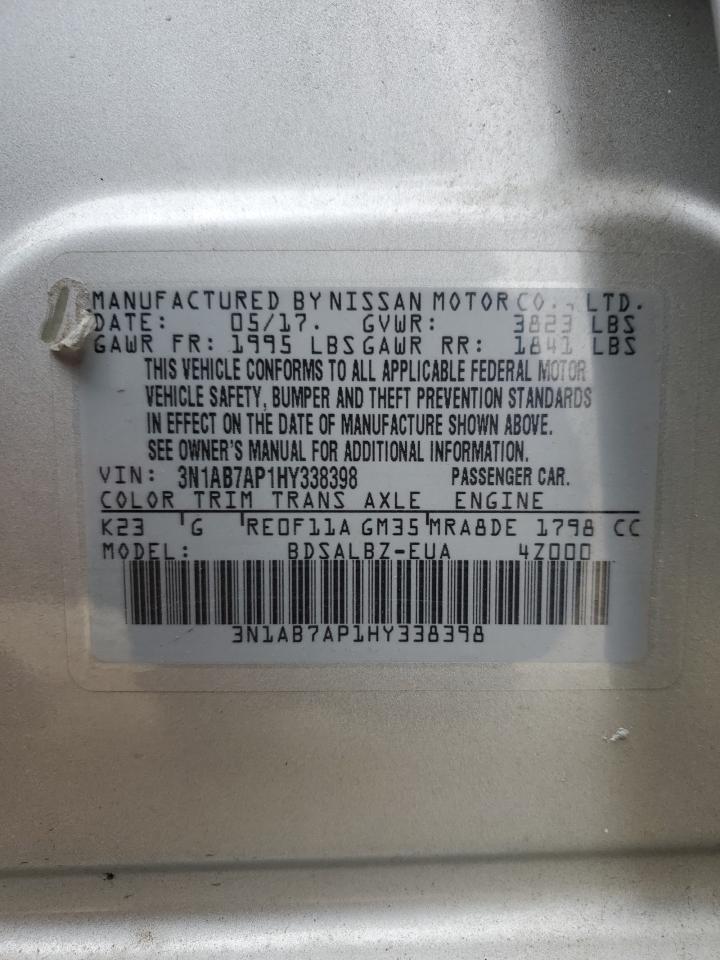 MANUFACTURED BY NISSAN MOTOR CO., LTD.
DATE: 05/17. GVWR: 3823 LBS
GAWR FR: 1995 LBS GAWR RR: 1841 LBS
THIS VEHICLE CONFORMS TO ALL APPLICABLE FEDERAL MOTOR
VEHICLE SAFETY, BUMPER AND THEFT PREVENTION STANDARDS
IN EFFECT ON THE DATE OF MANUFACTURE SHOWN ABOVE.
SEE OWNER'S MANUAL FOR ADDITIONAL INFORMATION.
VIN: 3N1AB7AP1HY338398 PASSENGER CAR.
COLOR TRIM TRANS AXLE ENGINE
K23 G RE0F11A GM35 MRA8DE 1798 CC
MODEL: BDSALBZ-EUA 4Z000
3N1AB7AP1HY338398